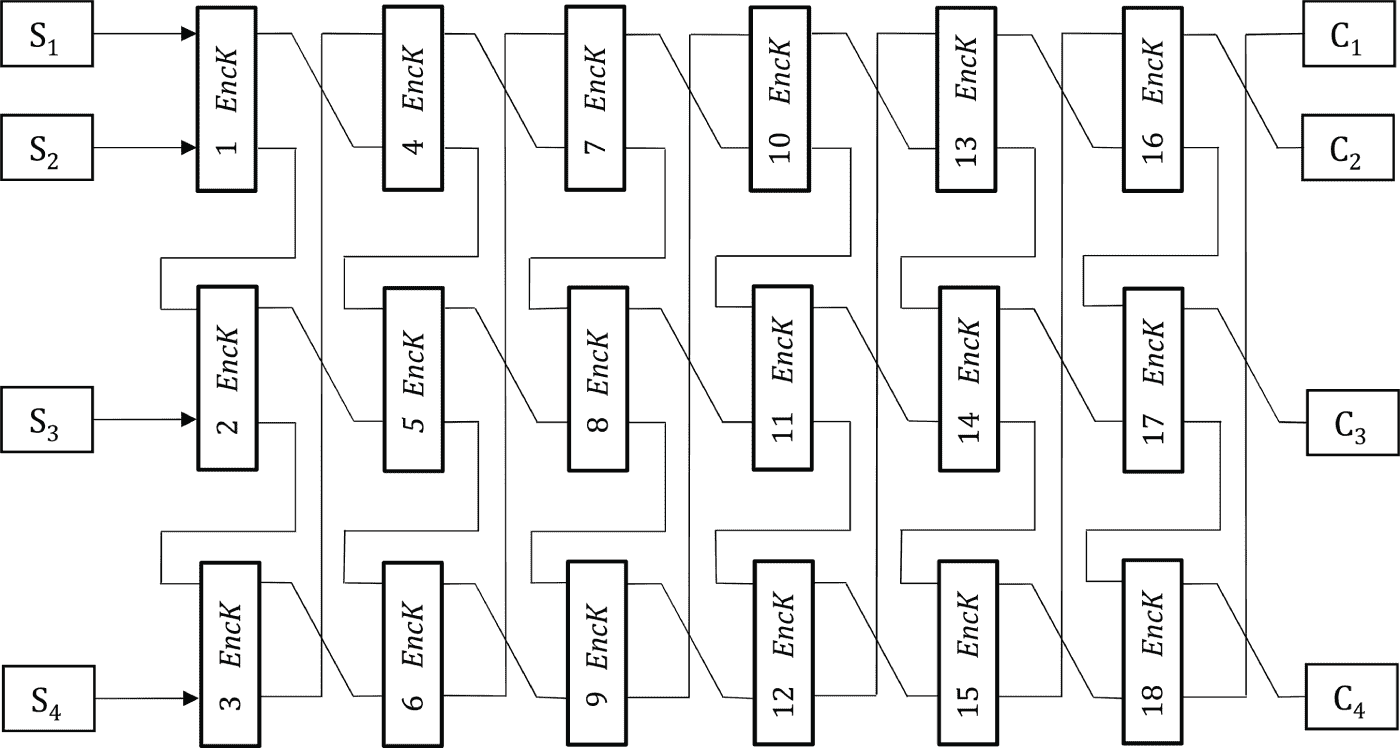 S1
1 EncK
4 EncK
7 EncK
10 EncK
13 EncK
16 EncK
C1
S2
C2
S3
2 EncK
5 EncK
8 EncK
11 EncK
14 EncK
17 EncK
C3
S4
3 EncK
6 EncK
9 EncK
12 EncK
15 EncK
18 EncK
C4